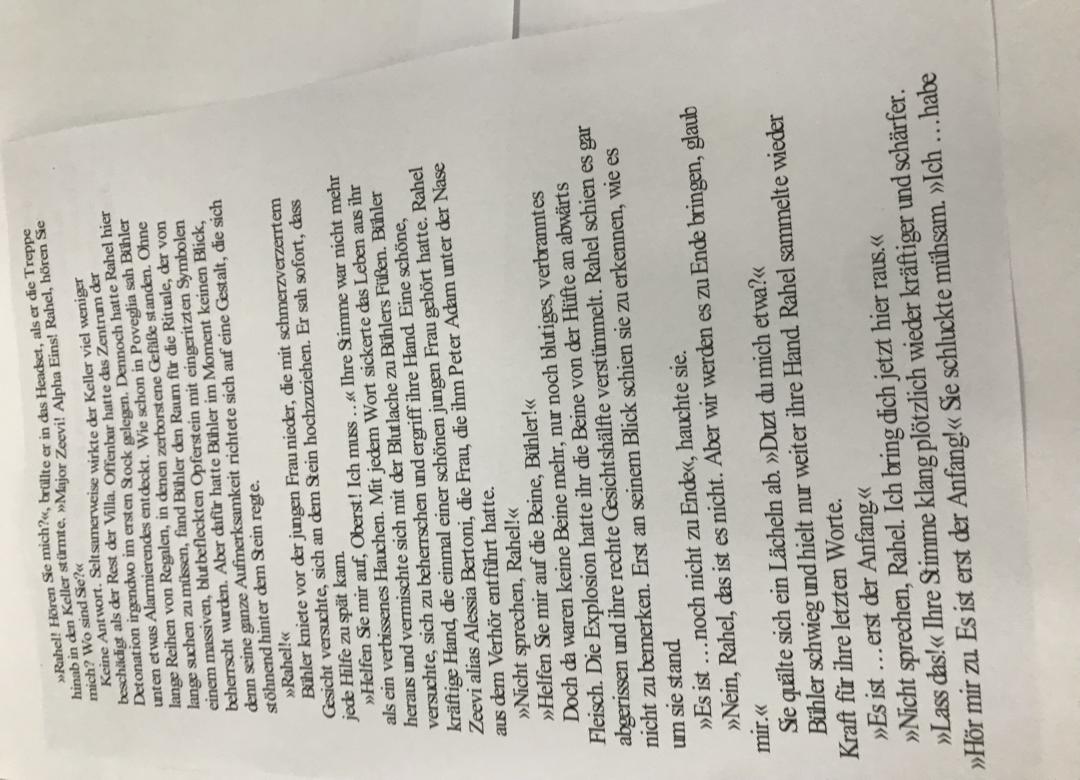 »Rahel! Hören Sie mich?«, brüllte er in das Headset, als er die Treppe
hinab in den Keller stürmte. »Major Zeevi! Alpha Eins! Rahel, hören Sie
mich? Wo sind Sie?«
Keine Antwort. Seltsamerweise wirkte der Keller viel weniger
beschädigt als der Rest der Villa. Offenbar hatte das Zentrum der
Detonation irgendwo im ersten Stock gelegen. Dennoch hatte Rahel hier
unten etwas Alarmierendes entdeckt. Wie schon in Poveglia sah Bühler
lange Reihen von Regalen, in denen zerborstene Gefäße standen. Ohne
lange suchen zu müssen, fand Bühler den Raum für die Rituale, der von
einem massiven, blutbefleckten Opferstein mit eingeritzten Symbolen
beherrscht wurden. Aber dafür hatte Bühler im Moment keinen Blick,
denn seine ganze Aufmerksamkeit richtete sich auf eine Gestalt, die sich
stöhnend hinter dem Stein regte.
»Rahel!«
Bühler kniete vor der jungen Frau nieder, die mit schmerzverzerrtem
Gesicht versuchte, sich an dem Stein hochzuziehen. Er sah sofort, dass
jede Hilfe zu spät kam.
»Helfen Sie mir auf, Oberst! Ich muss …« Ihre Stimme war nicht mehr
als ein verbissenes Hauchen. Mit jedem Wort sickerte das Leben aus ihr
heraus und vermischte sich mit der Blutlache zu Bühlers Füßen. Bühler
versuchte, sich zu beherrschen und ergriff ihre Hand. Eine schöne,
kräftige Hand, die einmal einer schönen jungen Frau gehört hatte. Rahel
Zeevi alias Alessia Bertoni, die Frau, die ihm Peter Adam unter der Nase
aus dem Verhör entführt hatte.
»Nicht sprechen, Rahel!«
»Helfen Sie mir auf die Beine, Bühler!«
Doch da waren keine Beine mehr, nur noch blutiges, verbranntes
Fleisch. Die Explosion hatte ihr die Beine von der Hüfte an abwärts
abgerissen und ihre rechte Gesichtshälfte verstümmelt. Rahel schien es gar
nicht zu bemerken. Erst an seinem Blick schien sie zu erkennen, wie es
um sie stand.
»Es ist … noch nicht zu Ende«, hauchte sie.
»Nein, Rahel, das ist es nicht. Aber wir werden es zu Ende bringen, glaub
mir.«
Sie quälte sich ein Lächeln ab. »Duzt du mich etwa?«
Bühler schwieg und hielt nur weiter ihre Hand. Rahel sammelte wieder
Kraft für ihre letzten Worte.
»Es ist … erst der Anfang.«
»Nicht sprechen, Rahel. Ich bring dich jetzt hier raus.«
»Lass das!« Ihre Stimme klang plötzlich wieder kräftiger und schärfer.
»Hör mir zu. Es ist erst der Anfang!« Sie schluckte mühsam. »Ich … habe